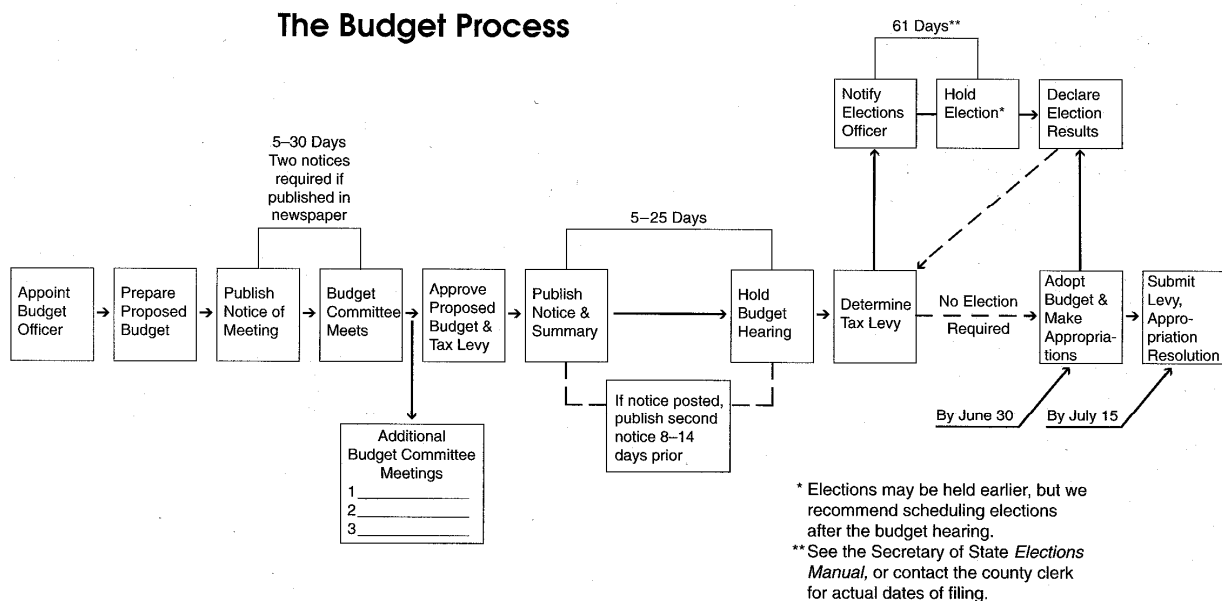 The Budget Process
61 Days**
Notify
Elections
Officer
Hold
Election*
Declare
Election
Results
5–30 Days
Two notices
required if
published in
newspaper
5–25 Days
Appoint
Budget
Officer
Prepare
Proposed
Budget
Publish
Notice of
Meeting
Budget
Committee
Meets
Approve
Proposed
Budget &
Tax Levy
Publish
Notice &
Summary
Hold
Budget
Hearing
Determine
Tax Levy
No Election
Required
Adopt
Budget &
Make
Appropria-
tions
Submit
Levy,
Appro-
priation
Resolution
If notice posted,
publish second
notice 8–14
days prior
By June 30
By July 15
Additional
Budget Committee
Meetings
1
2
3
* Elections may be held earlier, but we
recommend scheduling elections
after the budget hearing.
** See the Secretary of State Elections
Manual, or contact the county clerk
for actual dates of filing.